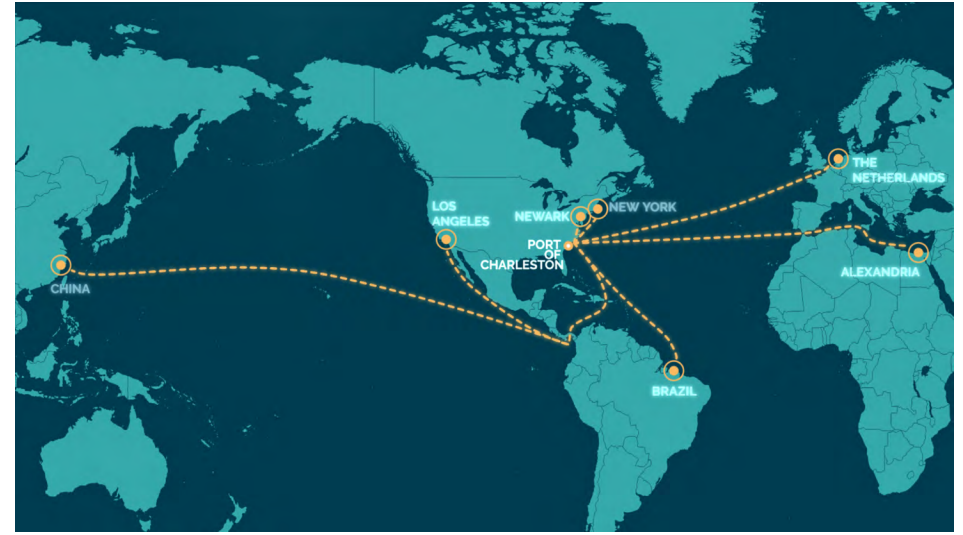 THE
NETHERLANDS
LOS
ANGELES
NEWARK
NEW YORK
PORT
OF
CHARLESTON
ALEXANDRIA
CHINA
BRAZIL